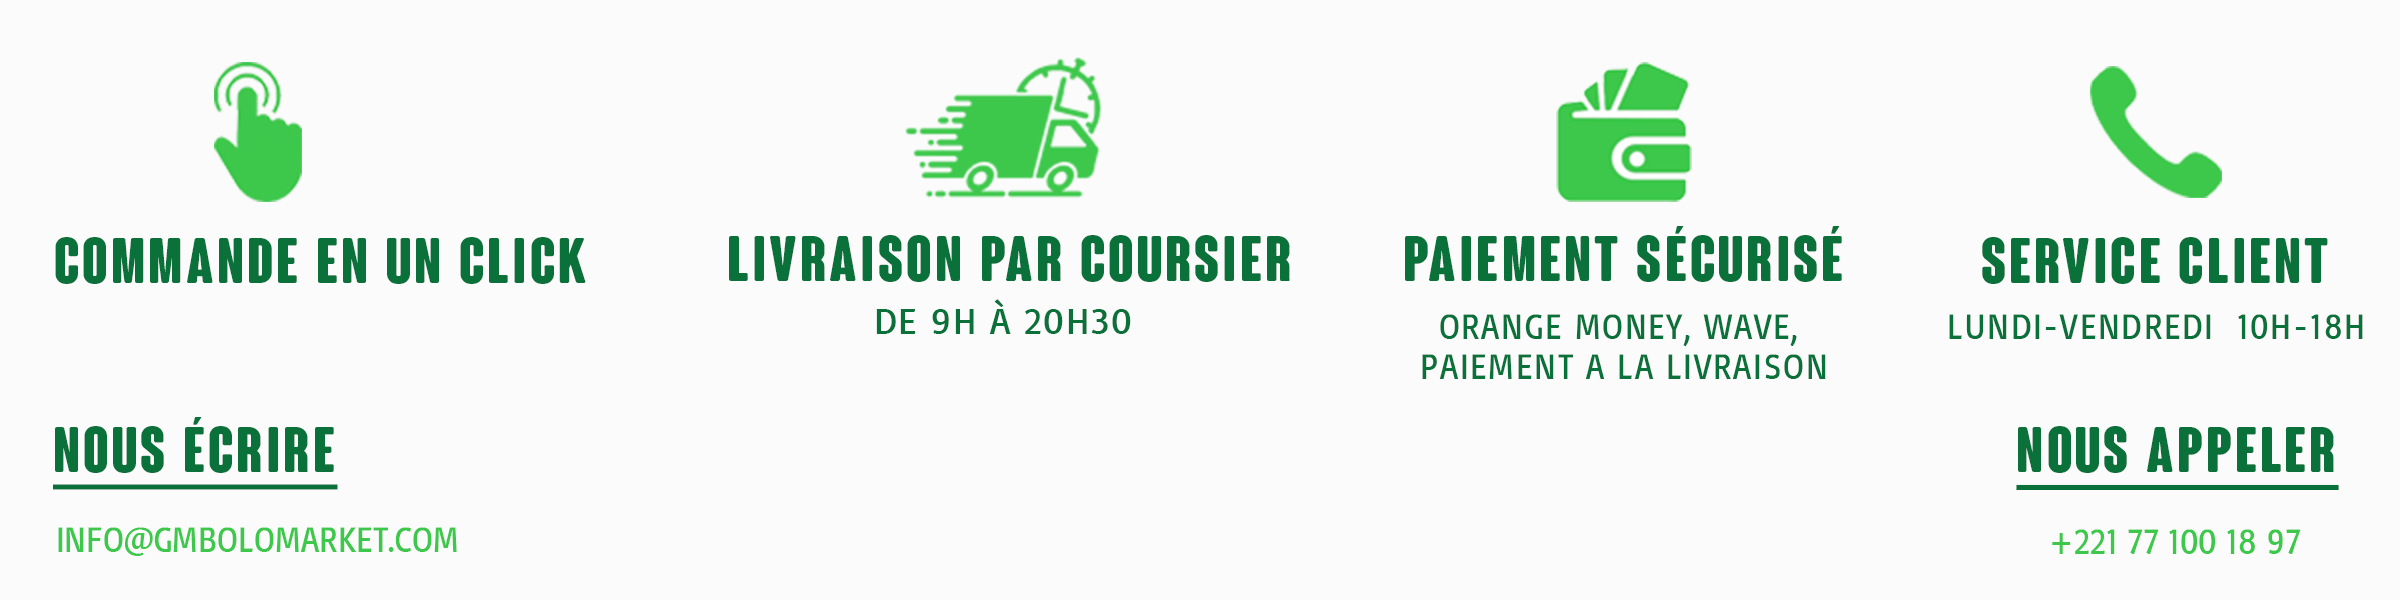 COMMANDE EN UN CLICK
LIVRAISON PAR COURSIER
DE 9H À 20H30
PAIEMENT SÉCURISÉ
ORANGE MONEY, WAVE,
PAIEMENT A LA LIVRAISON
SERVICE CLIENT
LUNDI-VENDREDI 10H-18H
NOUS ÉCRIRE
INFO@GMBOLOMARKET.COM
NOUS APPELER
+221 77 100 18 97